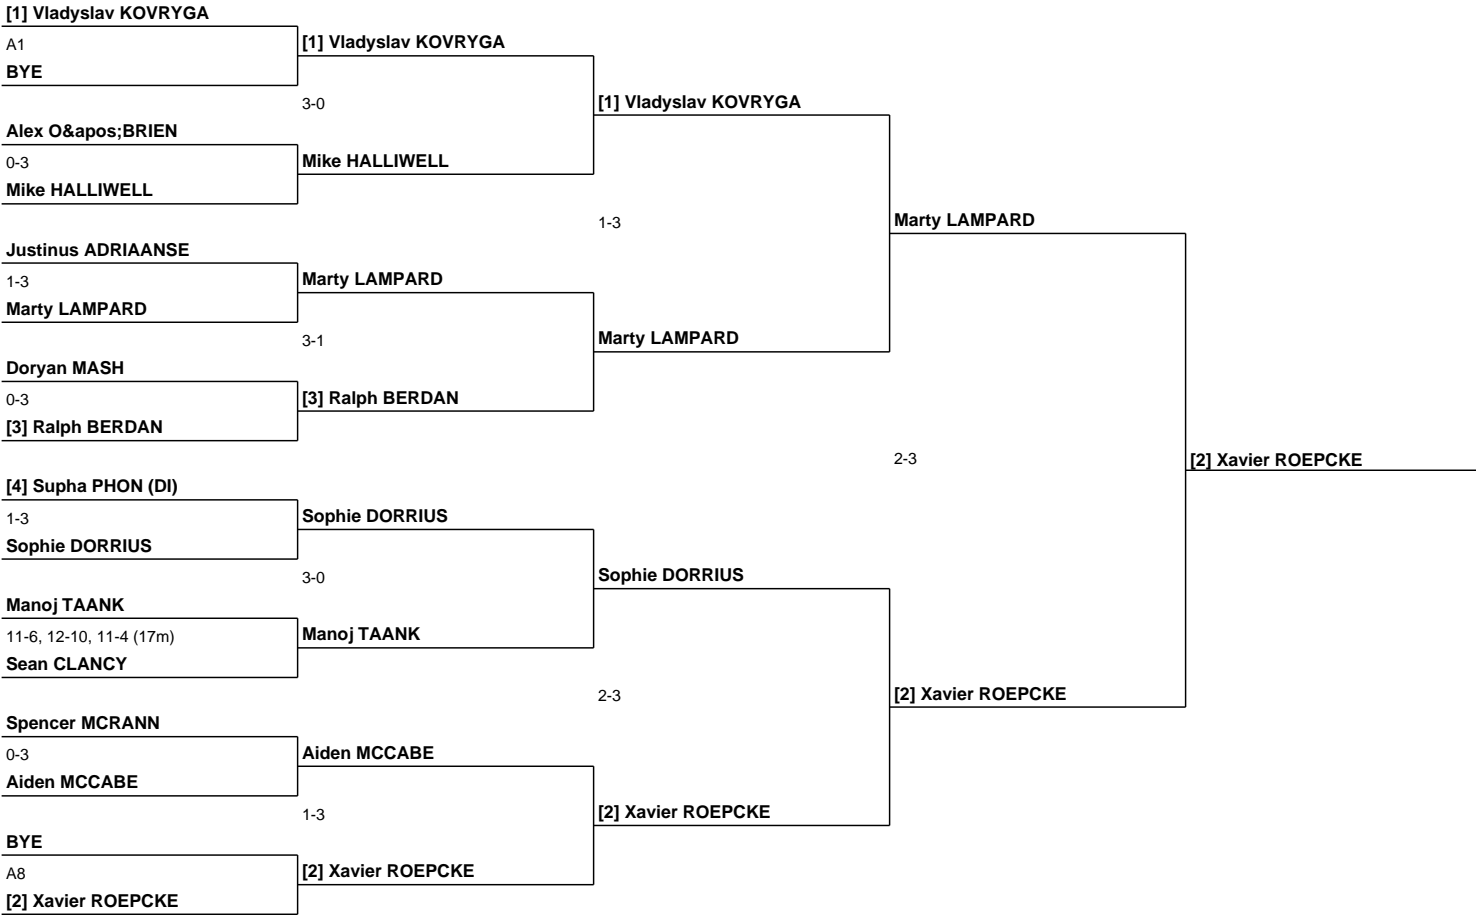 [1] Vladyslav KOVRYGA
A1
BYE
Alex O&apos;BRIEN
0-3
Mike HALLIWELL
Justinus ADRIAANSE
1-3
Marty LAMPARD
Doryan MASH
0-3
[3] Ralph BERDAN
[4] Supha PHON (DI)
1-3
Sophie DORRIUS
Manoj TAANK
11-6, 12-10, 11-4 (17m)
Sean CLANCY
Spencer MCRANN
0-3
Aiden MCCABE
BYE
A8
[2] Xavier ROEPCKE
[1] Vladyslav KOVRYGA
3-0
Mike HALLIWELL
Marty LAMPARD
3-1
[3] Ralph BERDAN
Sophie DORRIUS
3-0
Manoj TAANK
Aiden MCCABE
1-3
[2] Xavier ROEPCKE
[1] Vladyslav KOVRYGA
1-3
Marty LAMPARD
Sophie DORRIUS
2-3
[2] Xavier ROEPCKE
Marty LAMPARD
2-3
[2] Xavier ROEPCKE
[2] Xavier ROEPCKE